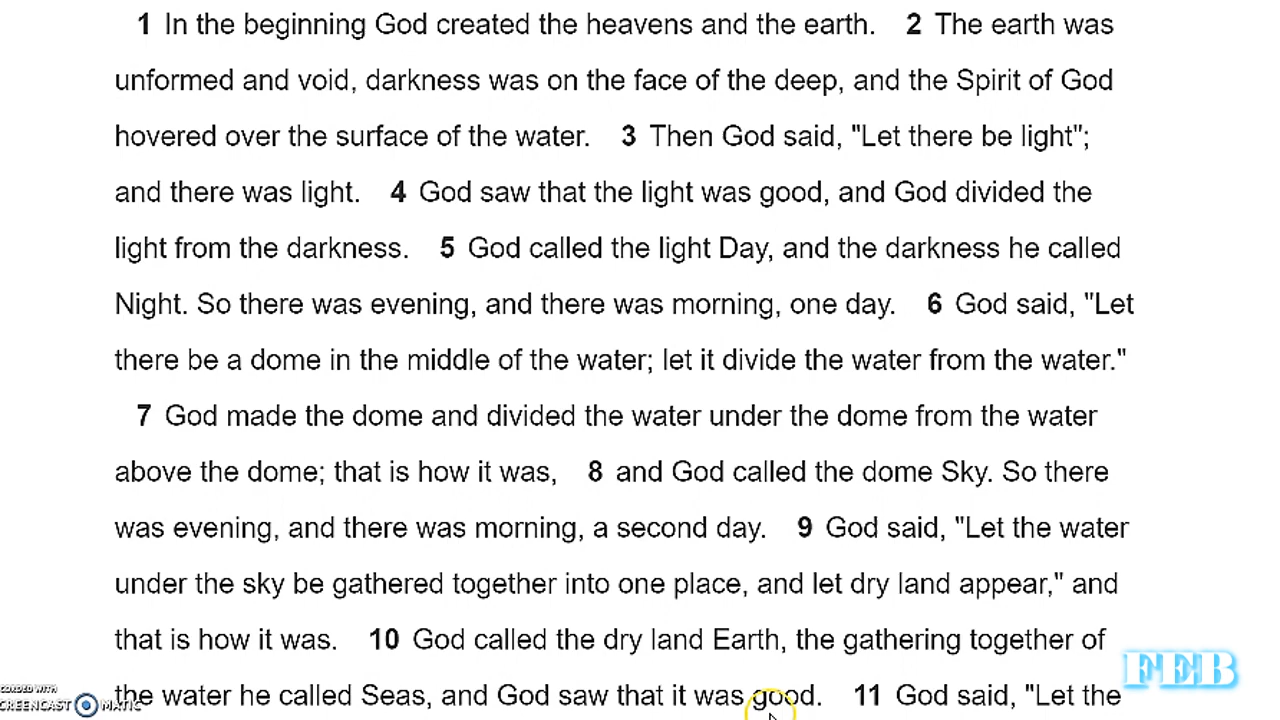 1 In the beginning God created the heavens and the earth. 2 The earth was
unformed and void, darkness was on the face of the deep, and the Spirit of God
hovered over the surface of the water. 3 Then God said, "Let there be light";
and there was light. 4 God saw that the light was good, and God divided the
light from the darkness. 5 God called the light Day, and the darkness he called
Night. So there was evening, and there was morning, one day. 6 God said, "Let
there be a dome in the middle of the water; let it divide the water from the water."
7 God made the dome and divided the water under the dome from the water
above the dome; that is how it was, 8 and God called the dome Sky. So there
was evening, and there was morning, a second day. 9 God said, "Let the water
under the sky be gathered together into one place, and let dry land appear," and
that is how it was. 10 God called the dry land Earth, the gathering together of
FEB
the water he called Seas, and God saw that it was good. 11 God said, "Let the
CORDED WITH
CREENCAST MATIC